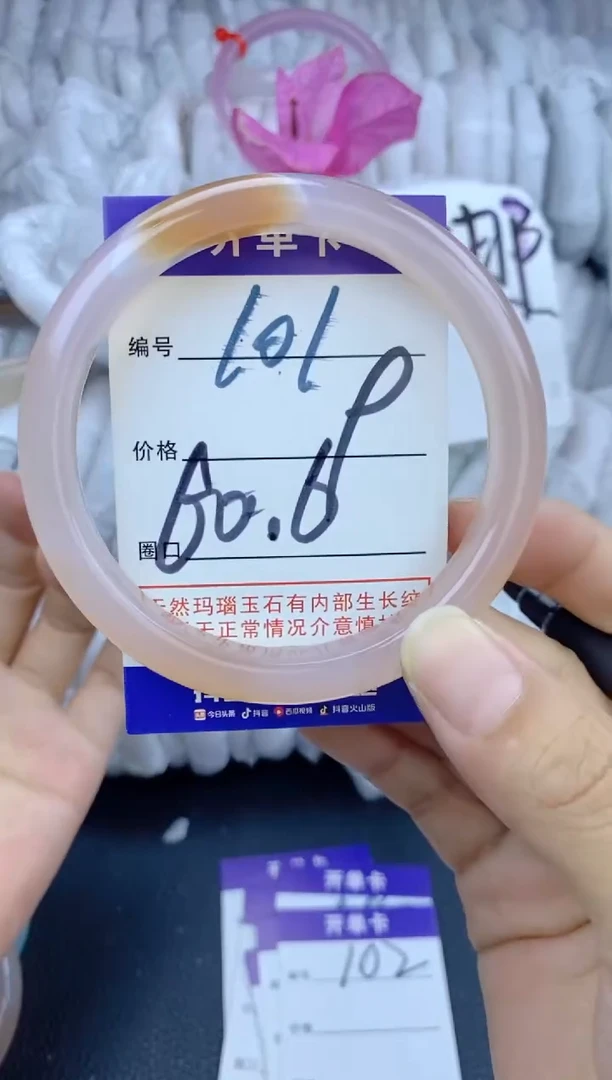 开单卡
编号 101
价格
60.6
圈口
天然玛瑙玉石有内部生长纹
于正常情况介意慎
今日头条 抖音 西瓜视频 抖音火山版
开单卡
开单卡
102